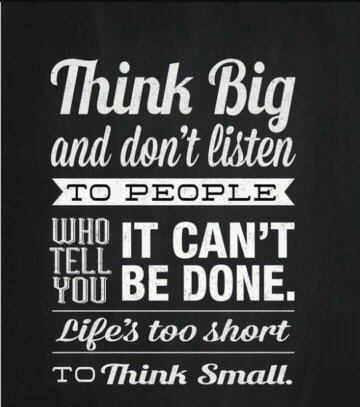 Think Big
and don't listen
TO PEOPLE
WHO TELL YOU IT CAN'T BE DONE.
Life's too short
TO Think Small.